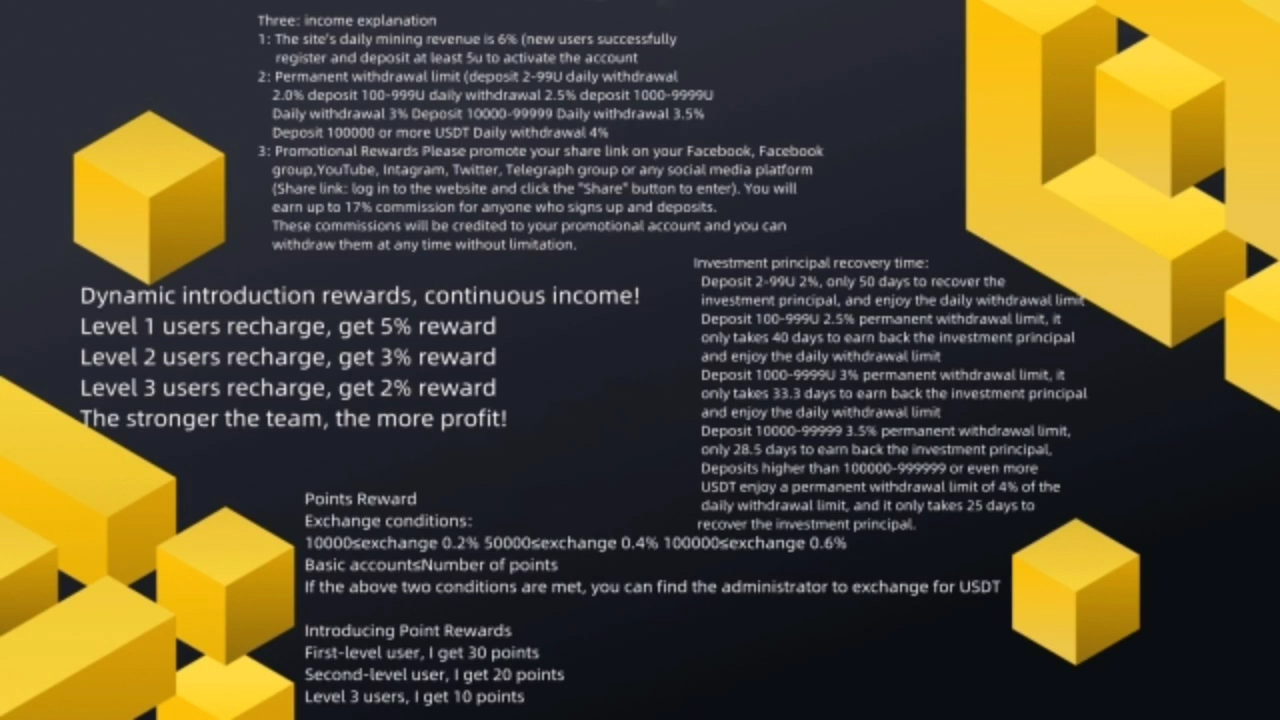 Three: income explanation
1: The site's daily mining revenue is 6% (new users successfully
register and deposit at least 5u to activate the account
2: Permanent withdrawal limit (deposit 2-99U daily withdrawal
2.0% deposit 100-999U daily withdrawal 2.5% deposit 1000-9999U
Daily withdrawal 3% Deposit 10000-99999 Daily withdrawal 3.5%
Deposit 100000 or more USDT Daily withdrawal 4%
3: Promotional Rewards Please promote your share link on your Facebook, Facebook
group,YouTube, Intagram, Twitter, Telegraph group or any social media platform
(Share link: log in to the website and click the "Share" button to enter). You will
earn up to 17% commission for anyone who signs up and deposits.
These commissions will be credited to your promotional account and you can
withdraw them at any time without limitation.
Dynamic introduction rewards, continuous income!
Level 1 users recharge, get 5% reward
Level 2 users recharge, get 3% reward
Level 3 users recharge, get 2% reward
The stronger the team, the more profit!
Investment principal recovery time:
Deposit 2-99U 2%, only 50 days to recover the
investment principal, and enjoy the daily withdrawal limit
Deposit 100-999U 2.5% permanent withdrawal limit, it
only takes 40 days to earn back the investment principal
and enjoy the daily withdrawal limit
Deposit 1000-9999U 3% permanent withdrawal limit, it
only takes 33.3 days to earn back the investment principal
and enjoy the daily withdrawal limit
Deposit 10000-99999 3.5% permanent withdrawal limit,
only 28.5 days to earn back the investment principal,
Deposits higher than 100000-999999 or even more
USDT enjoy a permanent withdrawal limit of 4% of the
daily withdrawal limit, and it only takes 25 days to
recover the investment principal.
Points Reward
Exchange conditions:
10000≤exchange 0.2% 50000≤exchange 0.4% 100000≤exchange 0.6%
Basic accounts≤Number of points
If the above two conditions are met, you can find the administrator to exchange for USDT
Introducing Point Rewards
First-level user, I get 30 points
Second-level user, I get 20 points
Level 3 users, I get 10 points